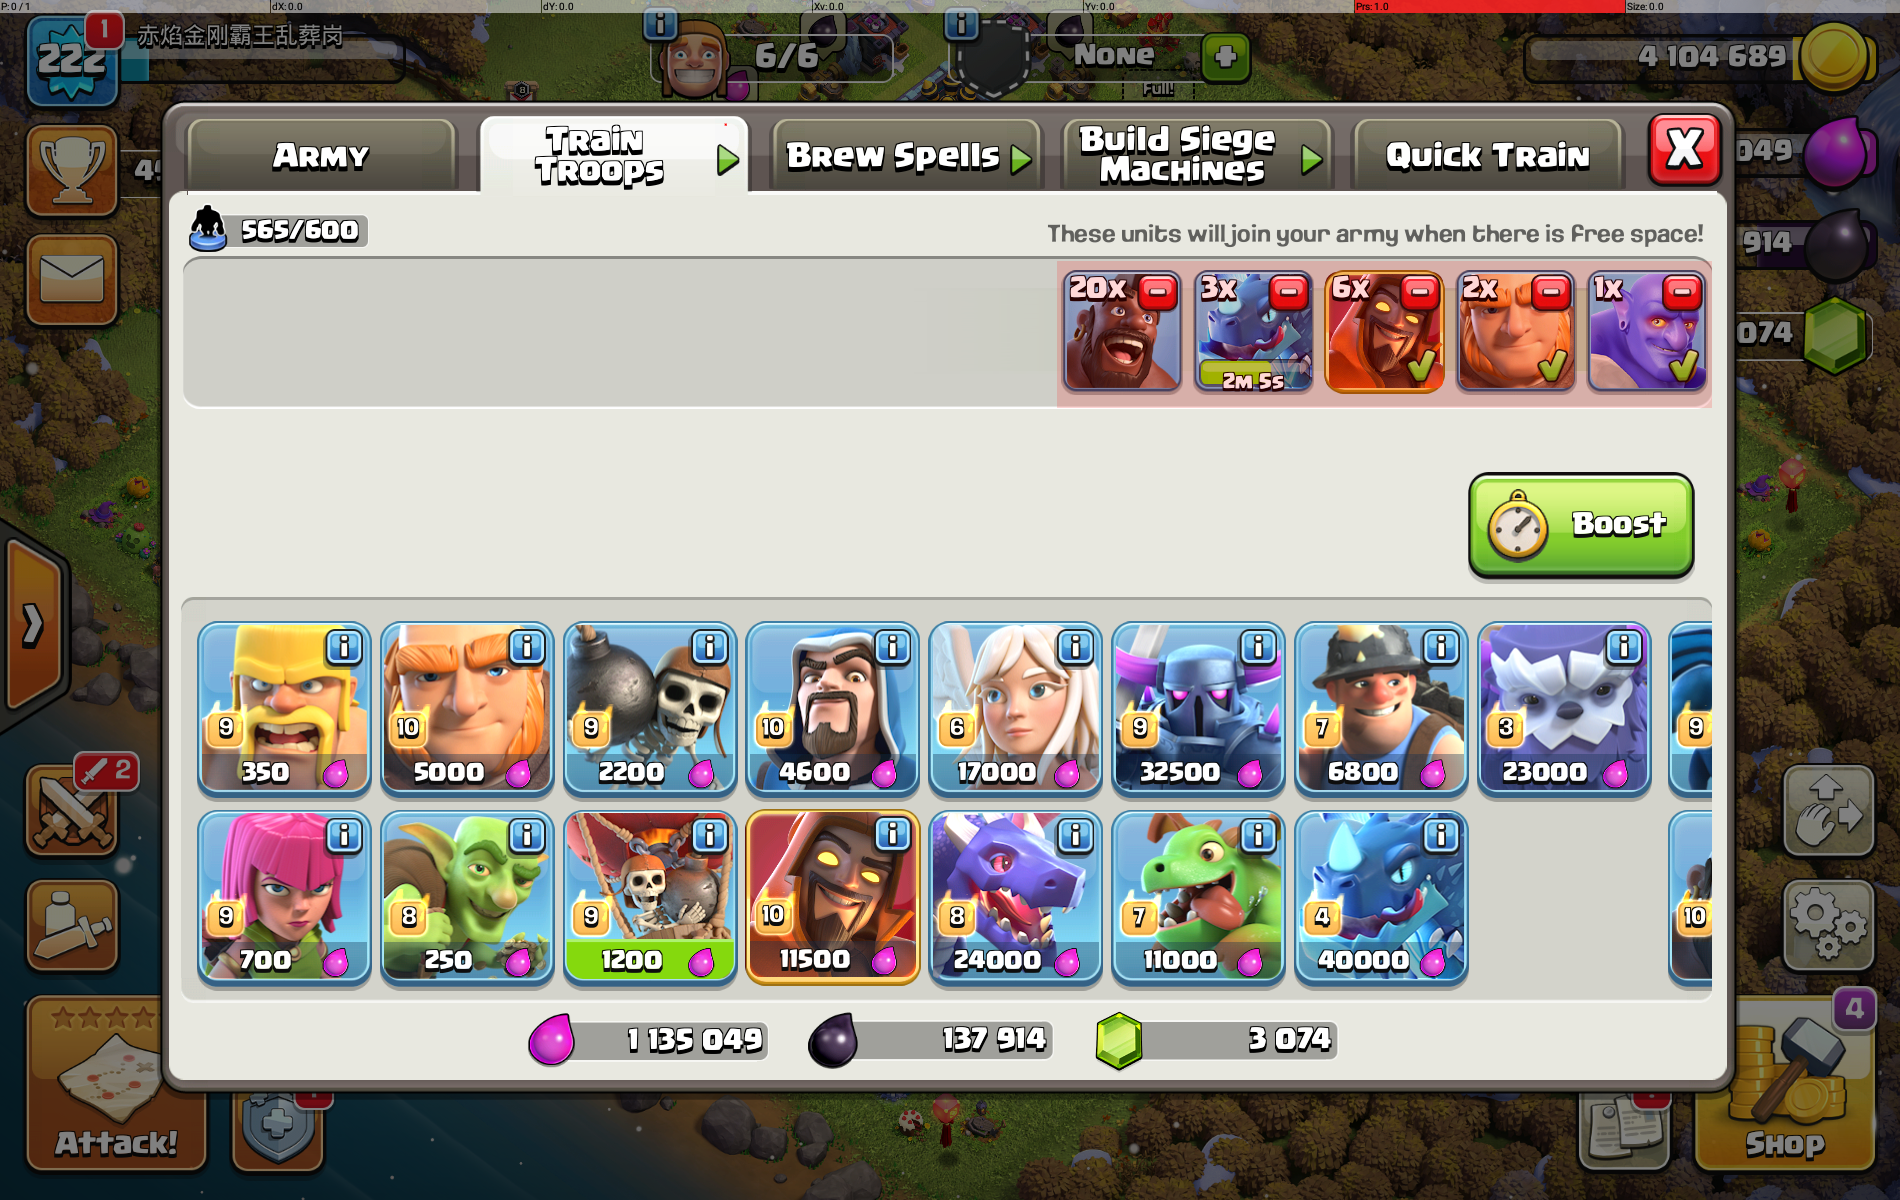 P: 0 / 1 dX: 0.0 dY: 0.0 Xv: 0.0 Yv: 0.0 Prs: 1.0 Size: 0.0
222 1 赤焰金刚霸王乱葬岗
6/6
None
Full!
4 104 689
Army
Train Troops
Brew Spells
Build Siege Machines
Quick Train
X
565/600
These units will join your army when there is free space!
049
914
074
20x 3x 6x 2x 1x
2m 5s
Boost
9 10 9 10 6 9 7 3 9
350 5000 2200 4600 17000 32500 6800 23000
9 8 9 10 8 7 4 10
700 250 1200 11500 24000 11000 40000
1 135 049 137 914 3 074
2
4
Attack!
Shop